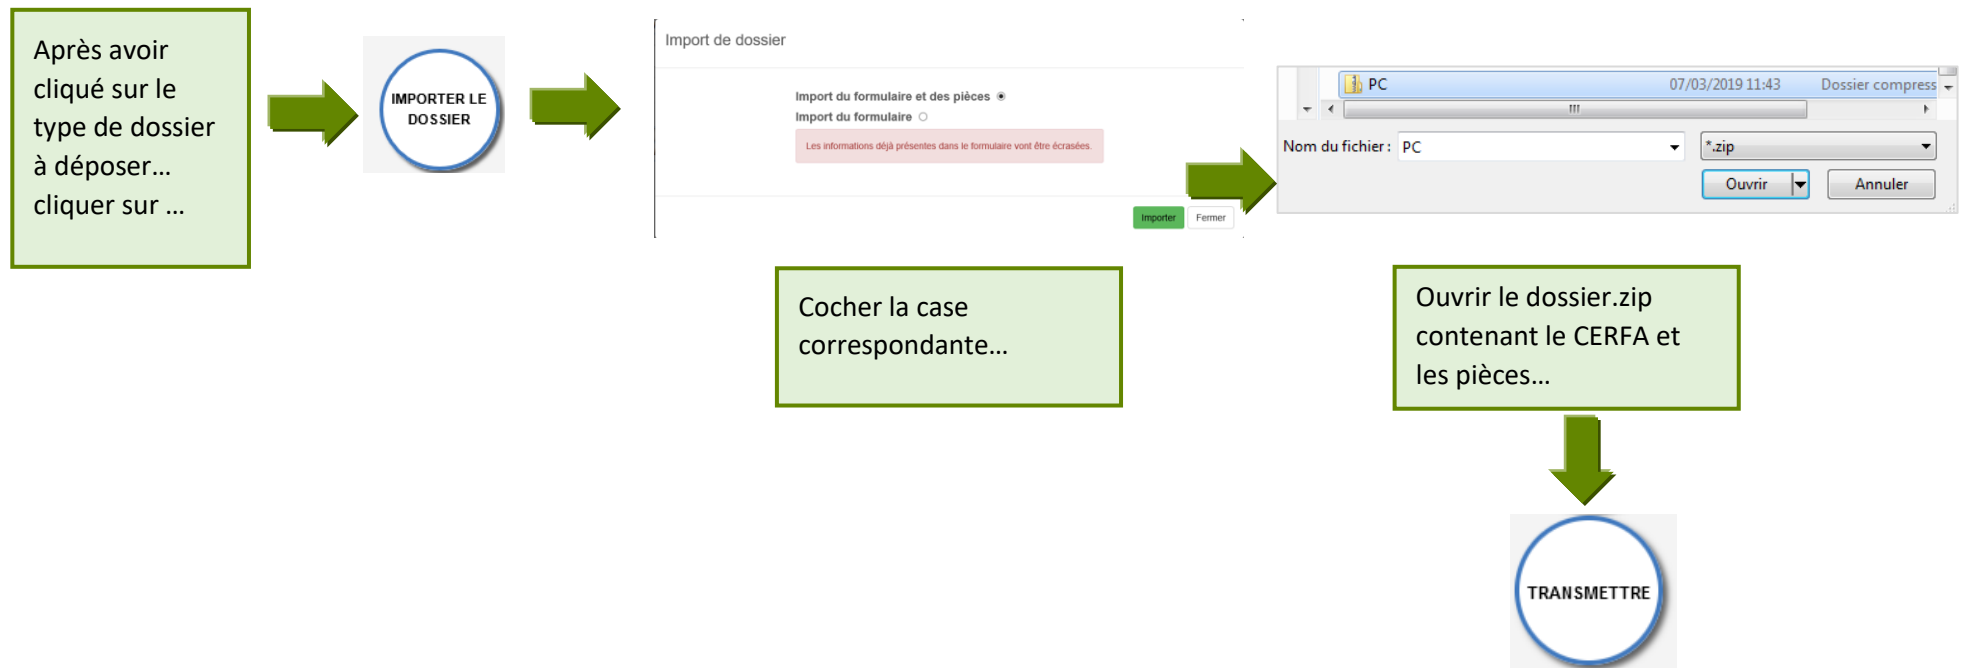 Après avoir
cliqué sur le
type de dossier
à déposer…
cliquer sur …
IMPORTER LE
DOSSIER
Import de dossier
Import du formulaire et des pièces
Import du formulaire
Les informations déjà présentes dans le formulaire vont être écrasées.
Importer
Fermer
PC
07/03/2019 11:43
Dossier compress
Nom du fichier :
PC
*.zip
Ouvrir
Annuler
Cocher la case
correspondante…
Ouvrir le dossier.zip
contenant le CERFA et
les pièces…
TRANSMETTRE